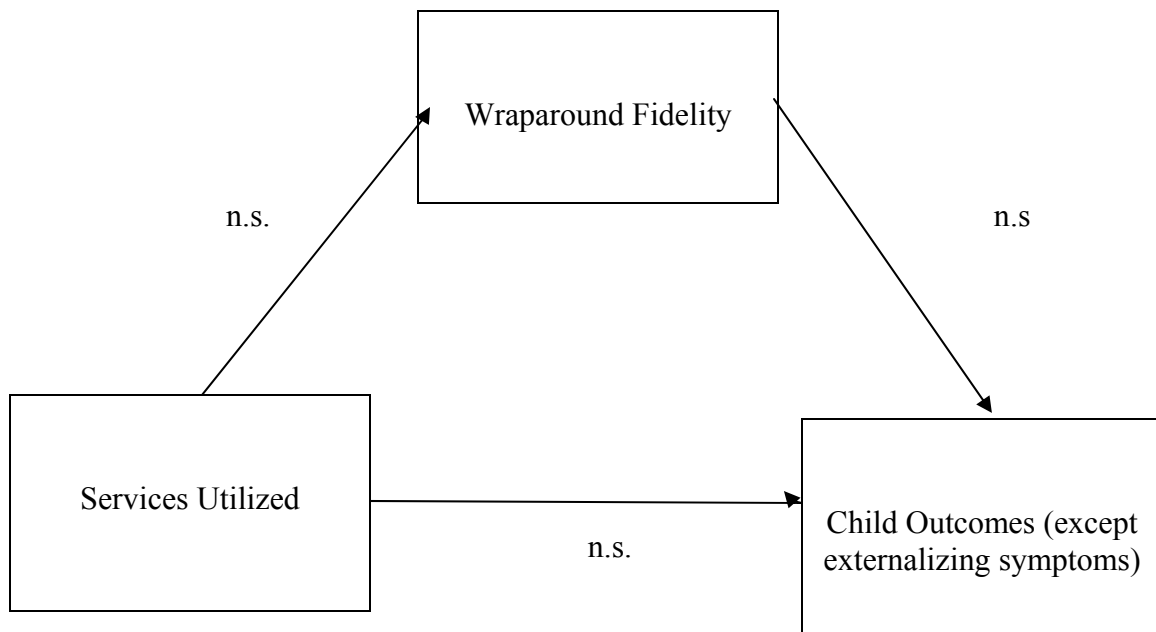 Wraparound Fidelity
n.s.
n.s
Services Utilized
n.s.
Child Outcomes (except
externalizing symptoms)